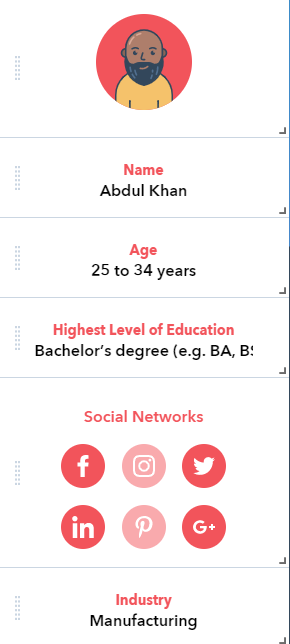 Name
Abdul Khan
Age
25 to 34 years
Highest Level of Education
Bachelor's degree (e.g. BA, BS
Social Networks
f
in
G+
Industry
Manufacturing